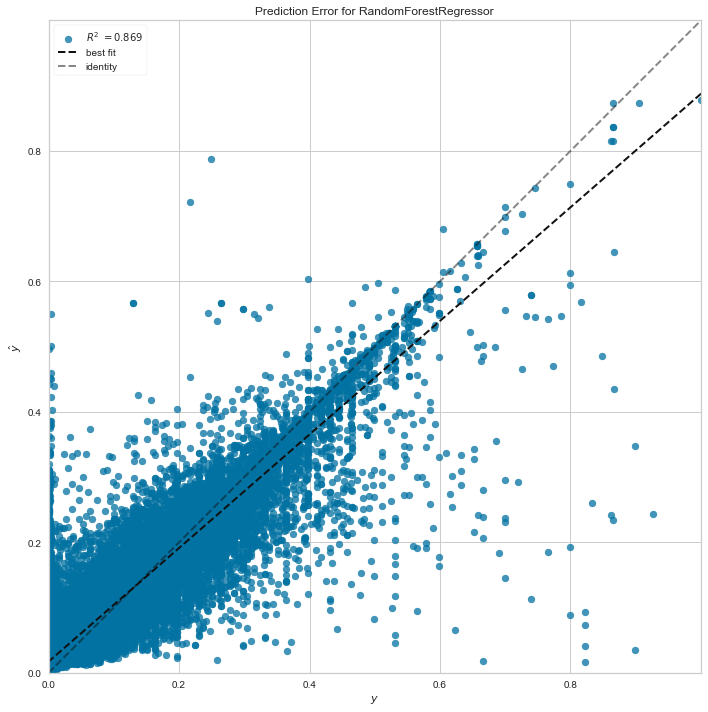 Prediction Error for RandomForestRegressor
R² = 0.869
best fit
identity
0.8
0.6
0.4
0.2
0.0
ŷ
0.0 0.2 0.4 0.6 0.8
y